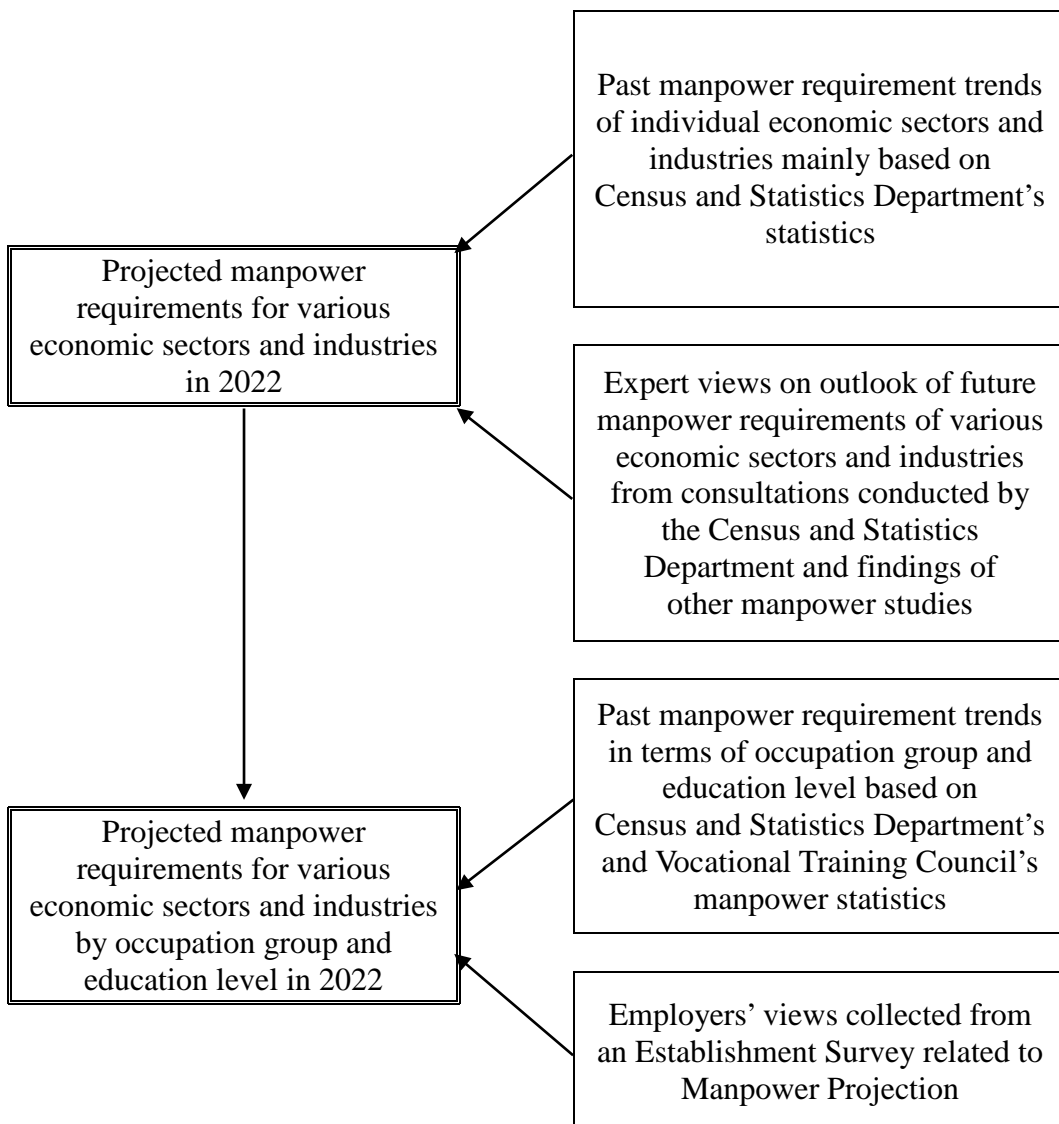 Past manpower requirement trends
of individual economic sectors and
industries mainly based on
Census and Statistics Department’s
statistics
Projected manpower
requirements for various
economic sectors and industries
in 2022
Expert views on outlook of future
manpower requirements of various
economic sectors and industries
from consultations conducted by
the Census and Statistics
Department and findings of
other manpower studies
Past manpower requirement trends
in terms of occupation group and
education level based on
Census and Statistics Department’s
and Vocational Training Council’s
manpower statistics
Projected manpower
requirements for various
economic sectors and industries
by occupation group and
education level in 2022
Employers’ views collected from
an Establishment Survey related to
Manpower Projection